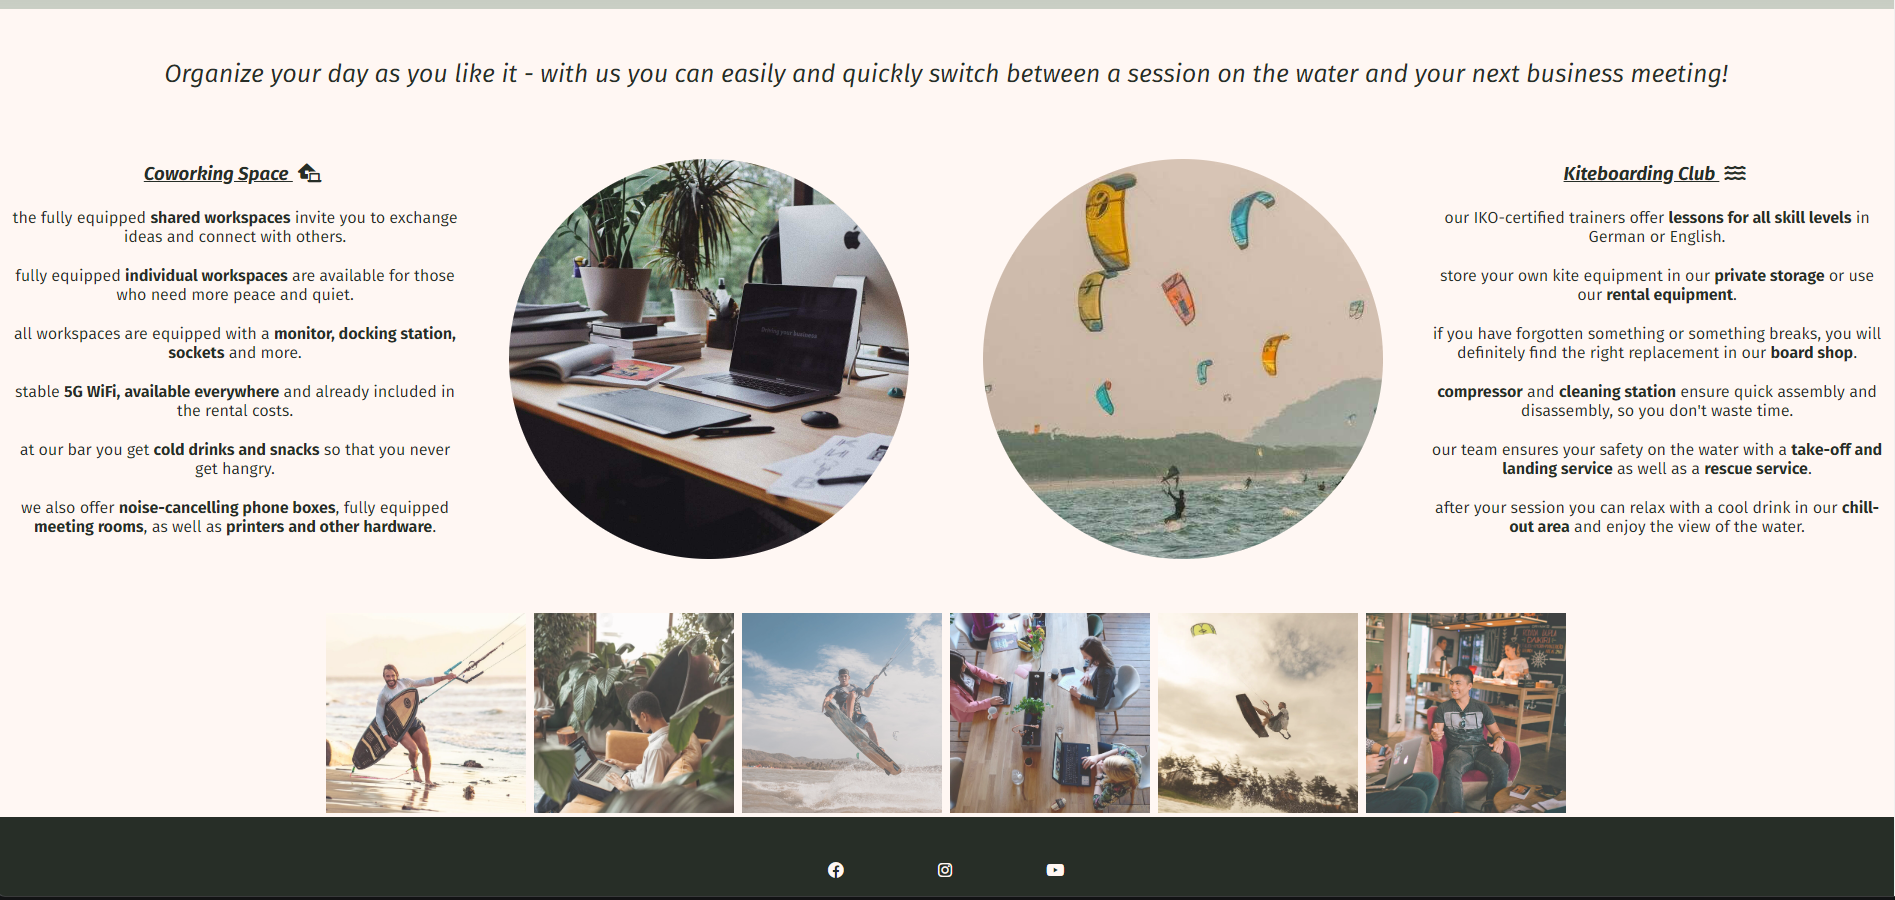 Organize your day as you like it - with us you can easily and quickly switch between a session on the water and your next business meeting!
Coworking Space
the fully equipped shared workspaces invite you to exchange
ideas and connect with others.
fully equipped individual workspaces are available for those
who need more peace and quiet.
all workspaces are equipped with a monitor, docking station,
sockets and more.
stable 5G WiFi, available everywhere and already included in
the rental costs.
at our bar you get cold drinks and snacks so that you never
get hangry.
we also offer noise-cancelling phone boxes, fully equipped
meeting rooms, as well as printers and other hardware.
Kiteboarding Club
our IKO-certified trainers offer lessons for all skill levels in
German or English.
store your own kite equipment in our private storage or use
our rental equipment.
if you have forgotten something or something breaks, you will
definitely find the right replacement in our board shop.
compressor and cleaning station ensure quick assembly and
disassembly, so you don't waste time.
our team ensures your safety on the water with a take-off and
landing service as well as a rescue service.
after your session you can relax with a cool drink in our chill-
out area and enjoy the view of the water.